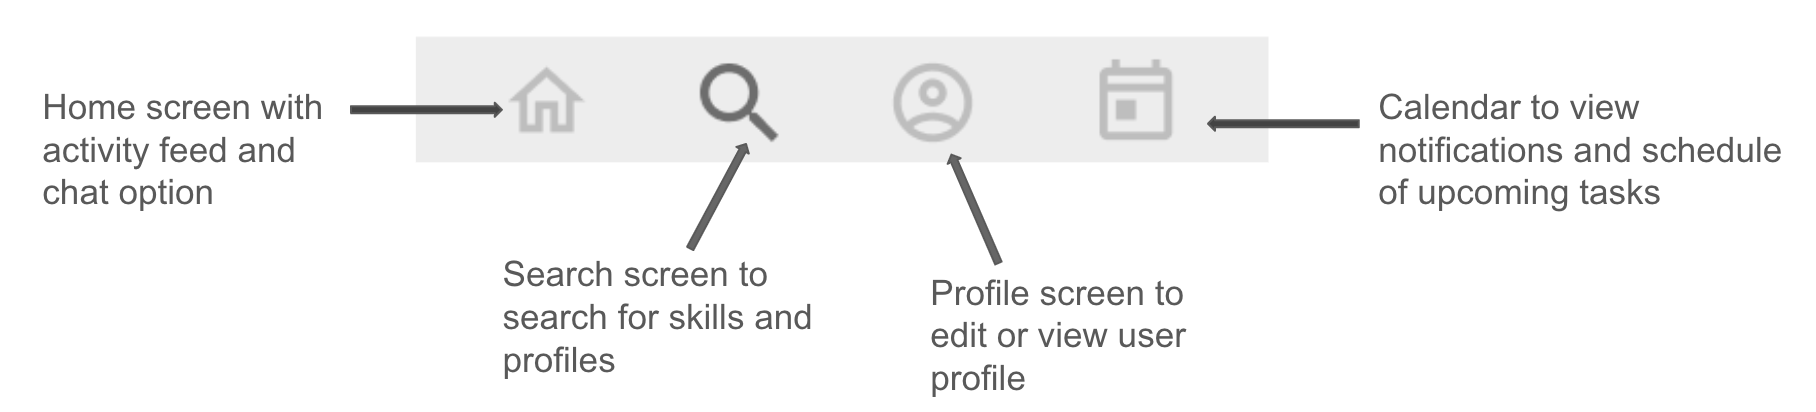 Home screen with
activity feed and
chat option
Search screen to
search for skills and
profiles
Profile screen to
edit or view user
profile
Calendar to view
notifications and schedule
of upcoming tasks